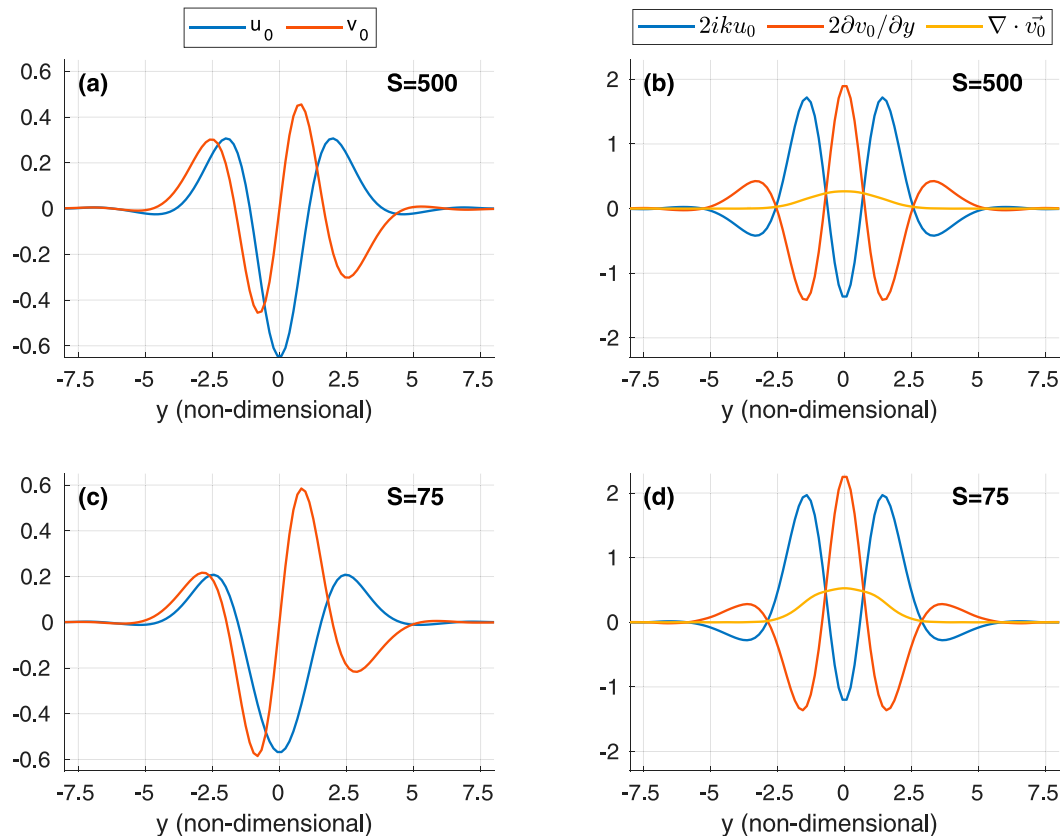 u₀ v₀
2iku₀ 2∂v₀/∂y ∇ · v⃗₀
(a) S=500
0.6
0.4
0.2
0
-0.2
-0.4
-0.6
-7.5 -5 -2.5 0 2.5 5 7.5
y (non-dimensional)
(b) S=500
2
1
0
-1
-2
-7.5 -5 -2.5 0 2.5 5 7.5
y (non-dimensional)
(c) S=75
0.6
0.4
0.2
0
-0.2
-0.4
-0.6
-7.5 -5 -2.5 0 2.5 5 7.5
y (non-dimensional)
(d) S=75
2
1
0
-1
-2
-7.5 -5 -2.5 0 2.5 5 7.5
y (non-dimensional)